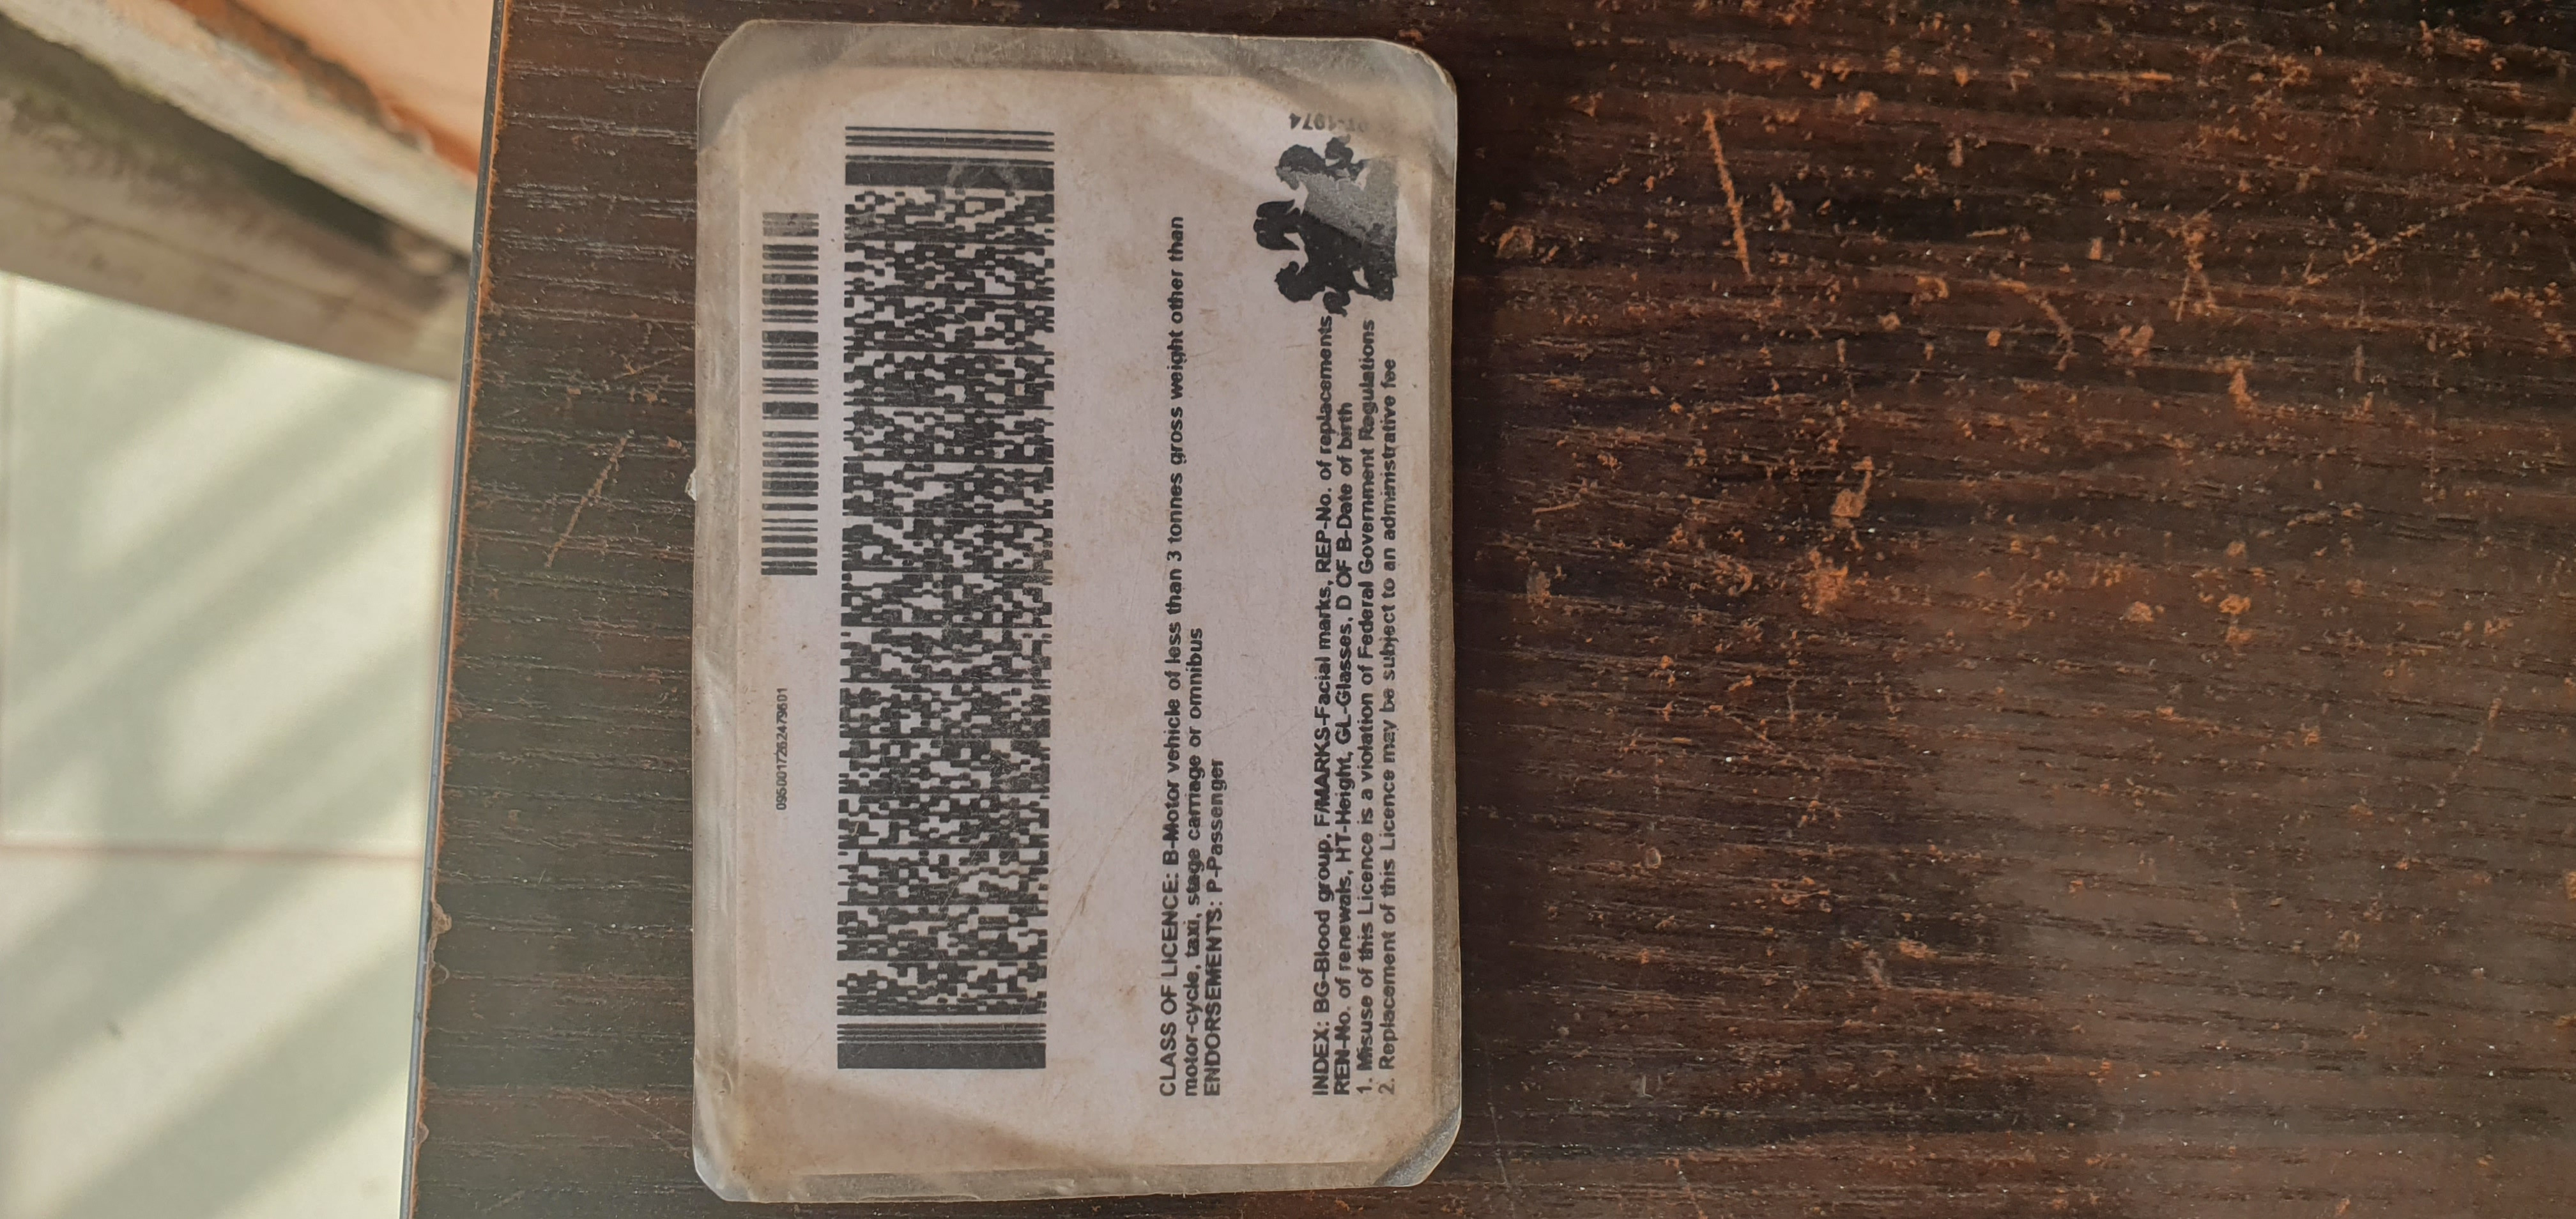 0950017262479601
CLASS OF LICENCE: B-Motor vehicle of less than 3 tonnes gross weight other than
motor-cycle, taxi, stage carriage or omnibus
ENDORSEMENTS: P-Passenger
INDEX: BG-Blood group, F/MARKS-Facial marks, REP-No. of replacements,
REN-No. of renewals, HT-Height, GL-Glasses, D OF B-Date of birth
1. Misuse of this Licence is a violation of Federal Government Regulations
2. Replacement of this Licence may be subject to an administrative fee